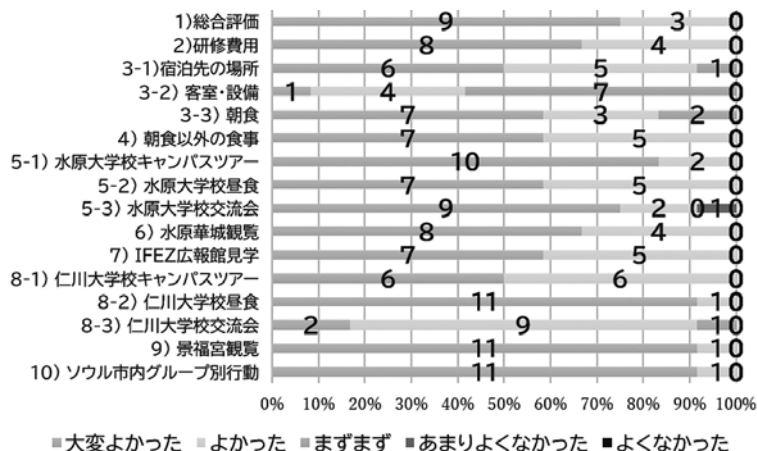 1)総合評価 9 3 0
2)研修費用 8 4 0
3-1)宿泊先の場所 6 5 1 0
3-2) 客室・設備 1 4 7 0
3-3) 朝食 7 3 2 0
4) 朝食以外の食事 7 5 0
5-1) 水原大学校キャンパスツアー 10 2 0
5-2) 水原大学校昼食 7 5 0
5-3) 水原大学校交流会 9 2 0 1 0
6) 水原華城観覧 8 4 0
7) IFEZ広報館見学 7 5 0
8-1) 仁川大学校キャンパスツアー 6 6 0
8-2) 仁川大学校昼食 11 1 0
8-3) 仁川大学校交流会 2 9 1 0
9) 景福宮観覧 11 1 0
10) ソウル市内グループ別行動 11 1 0
0% 10% 20% 30% 40% 50% 60% 70% 80% 90% 100%
大変よかった よかった まずまず あまりよくなかった よくなかった